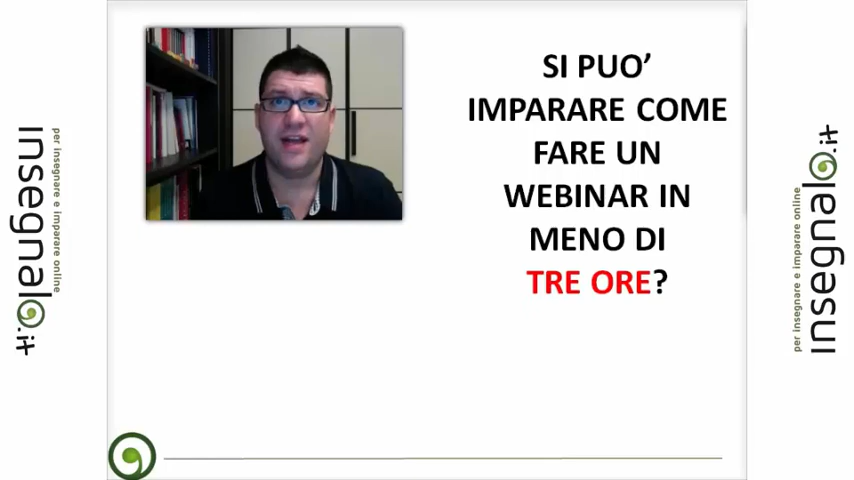 SI PUO’
IMPARARE COME
FARE UN
WEBINAR IN
MENO DI
TRE ORE?
insegnalo.it
per insegnare e imparare online
insegnalo.it
per insegnare e imparare online